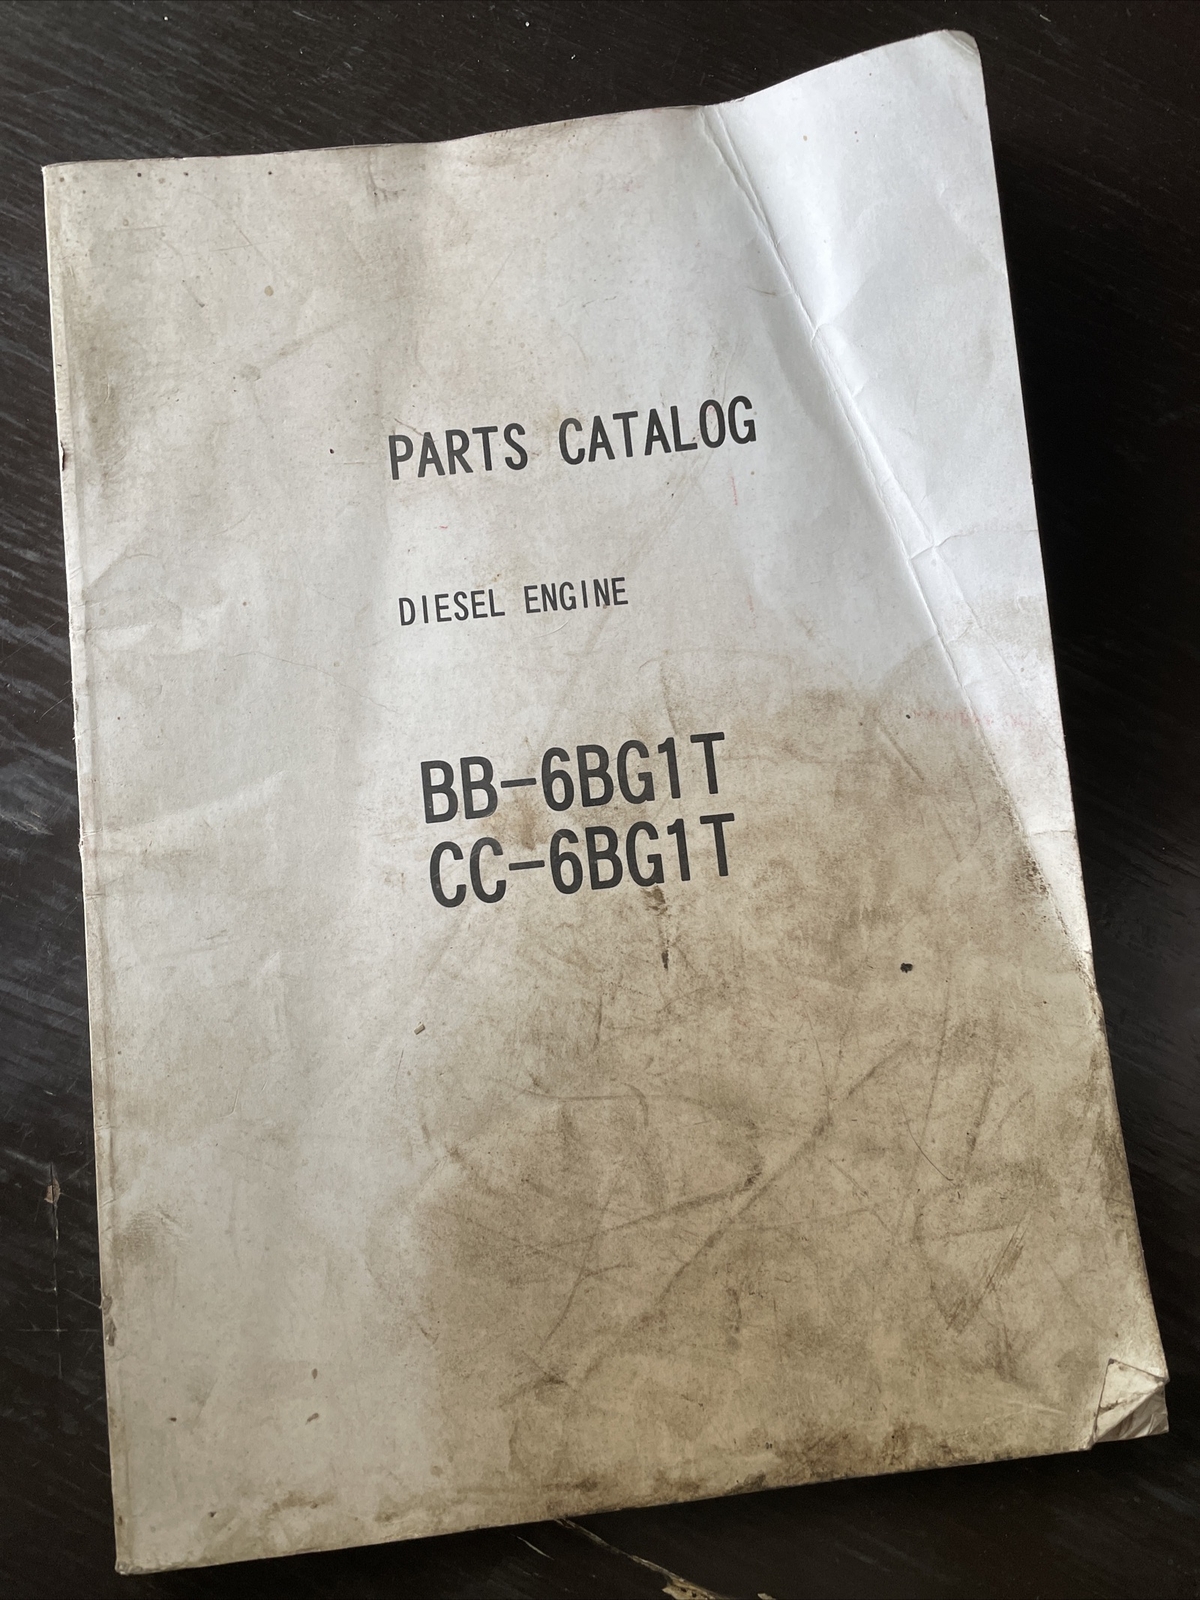 PARTS CATALOG
DIESEL ENGINE
BB-6BG1T
CC-6BG1T